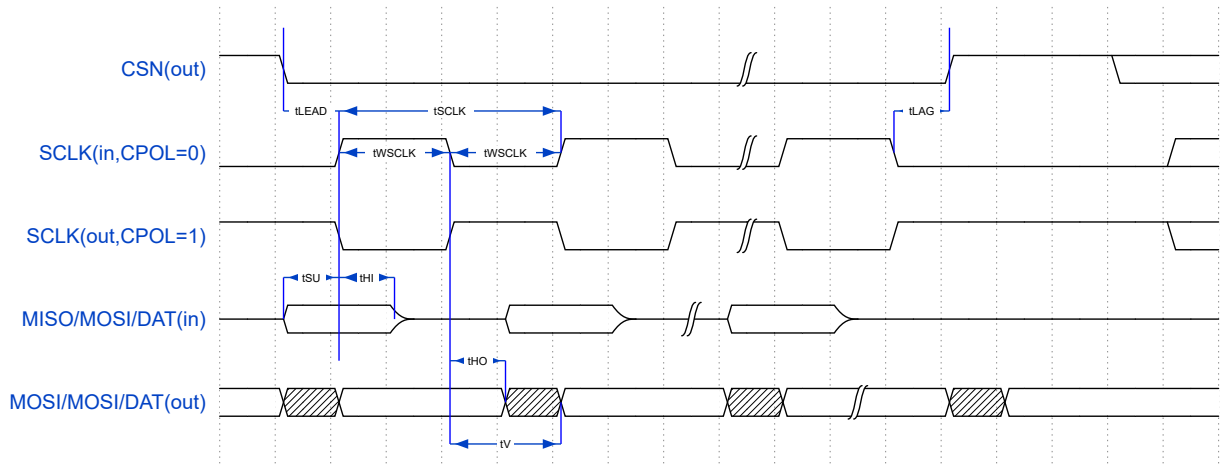 CSN(out)
tLEAD tSCLK tLAG
SCLK(in,CPOL=0) tWSCLK tWSCLK
SCLK(out,CPOL=1)
tSU tHI
MISO/MOSI/DAT(in)
tHO
MOSI/MOSI/DAT(out)
tV